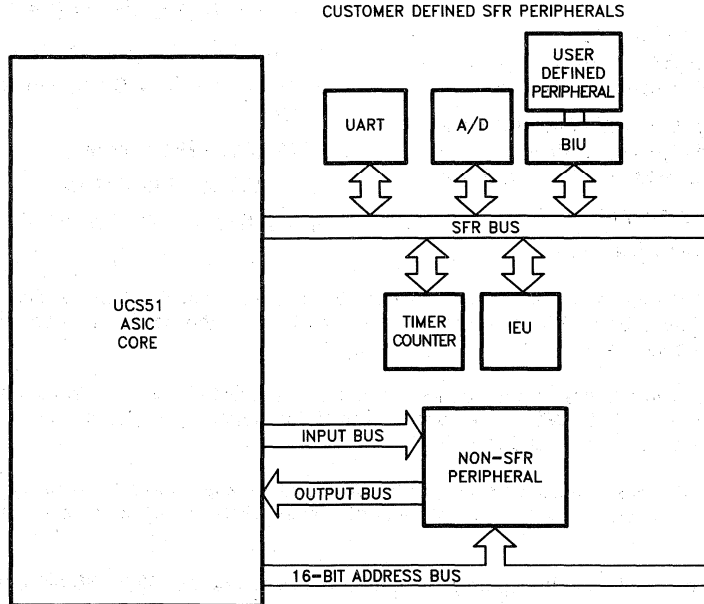 CUSTOMER DEFINED SFR PERIPHERALS
USER
DEFINED
PERIPHERAL
UART
A/D
BIU
SFR BUS
UCS51
ASIC
CORE
TIMER
COUNTER
IEU
INPUT BUS
NON-SFR
PERIPHERAL
OUTPUT BUS
16-BIT ADDRESS BUS